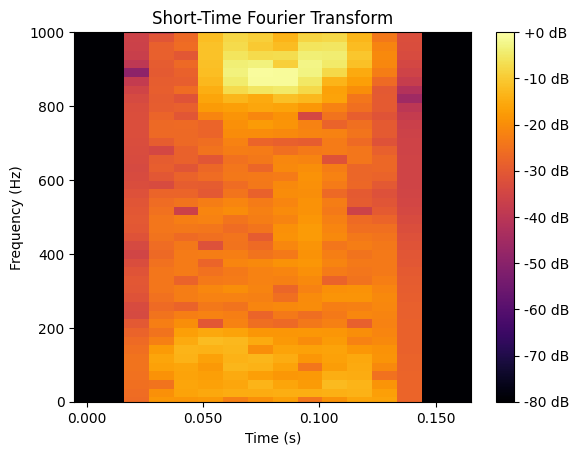 Short-Time Fourier Transform
1000
800
600
400
200
0
Frequency (Hz)
0.000
0.050
0.100
0.150
Time (s)
+0 dB
-10 dB
-20 dB
-30 dB
-40 dB
-50 dB
-60 dB
-70 dB
-80 dB